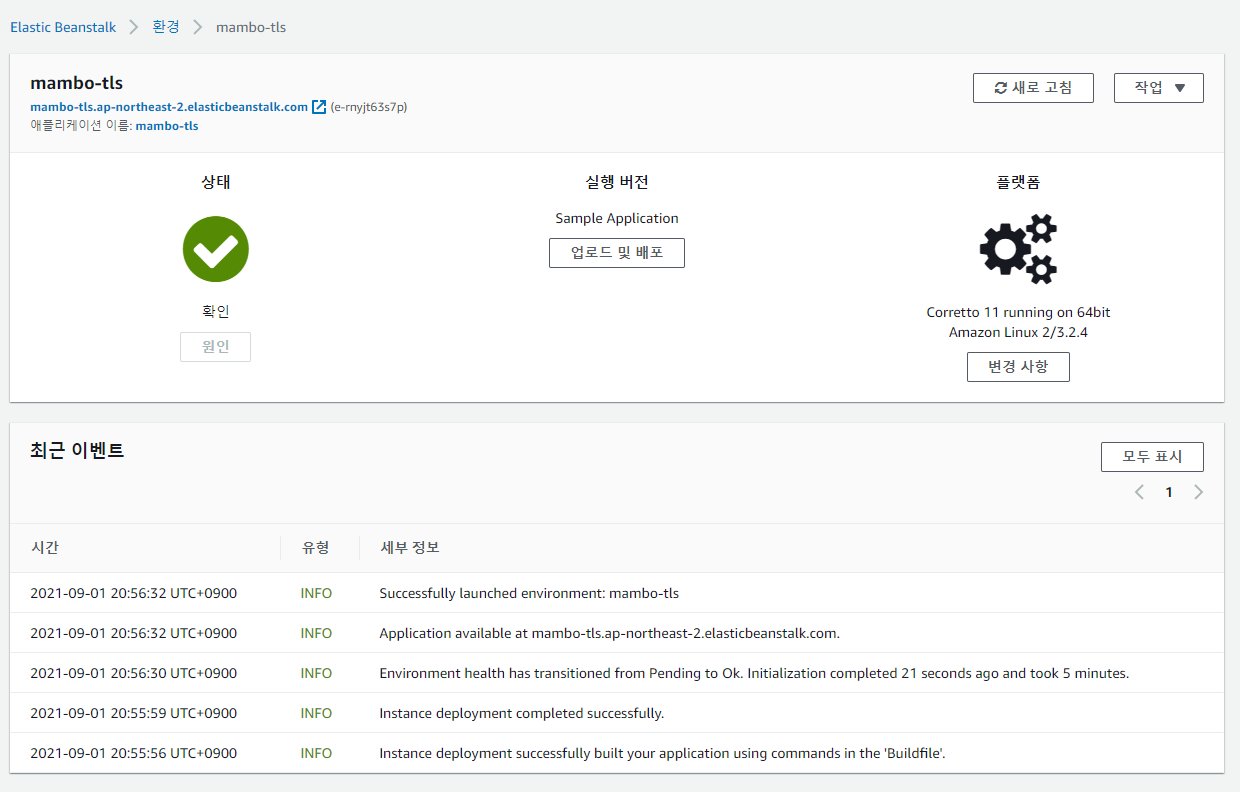 Elastic Beanstalk > 환경 > mambo-tls
mambo-tls
mambo-tls.ap-northeast-2.elasticbeanstalk.com (e-rnyjt63s7p)
애플리케이션 이름: mambo-tls
새로 고침
작업 ▼
상태
확인
원인
실행 버전
Sample Application
업로드 및 배포
플랫폼
Corretto 11 running on 64bit
Amazon Linux 2/3.2.4
변경 사항
최근 이벤트
모두 표시
< 1 >
시간 유형 세부 정보
2021-09-01 20:56:32 UTC+0900 INFO Successfully launched environment: mambo-tls
2021-09-01 20:56:32 UTC+0900 INFO Application available at mambo-tls.ap-northeast-2.elasticbeanstalk.com.
2021-09-01 20:56:30 UTC+0900 INFO Environment health has transitioned from Pending to Ok. Initialization completed 21 seconds ago and took 5 minutes.
2021-09-01 20:55:59 UTC+0900 INFO Instance deployment completed successfully.
2021-09-01 20:55:56 UTC+0900 INFO Instance deployment successfully built your application using commands in the 'Buildfile'.